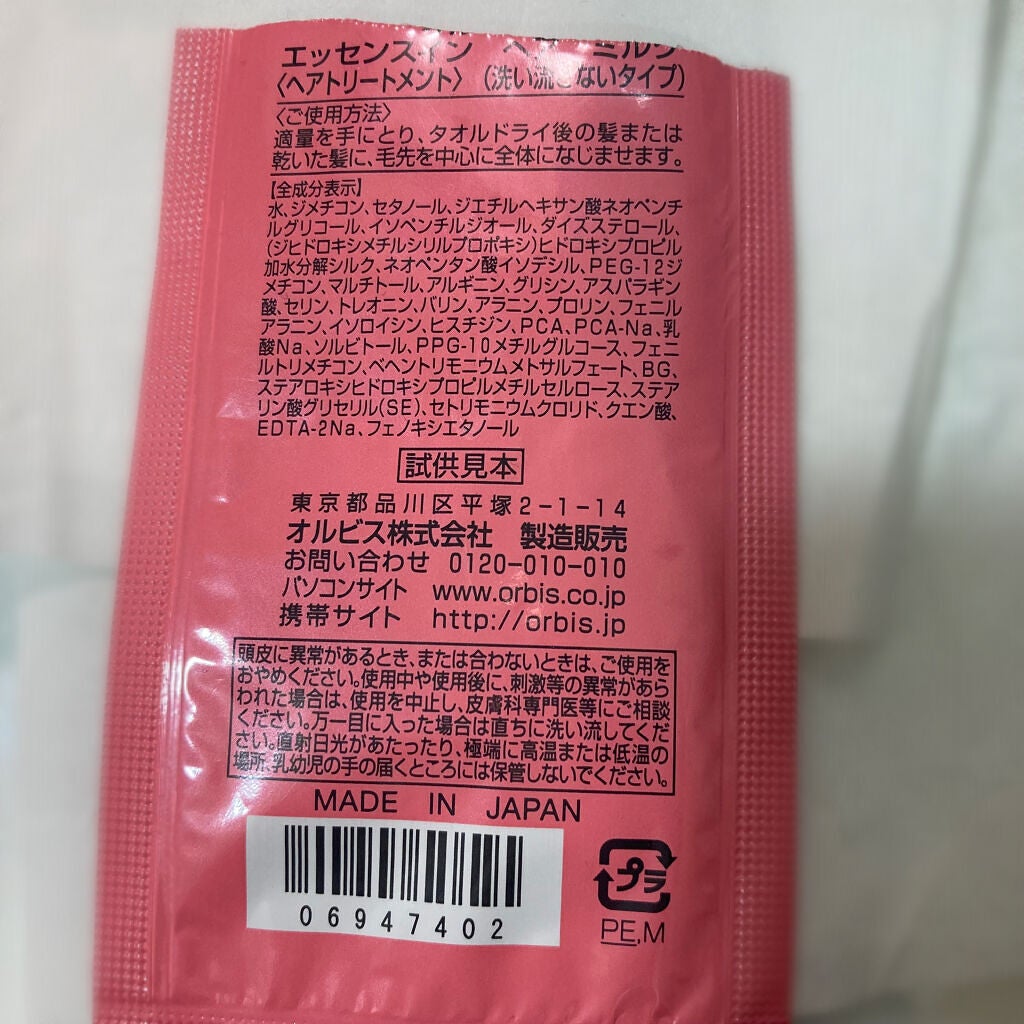 エッセンスイン ヘアミルク
〈ヘアトリートメント〉(洗い流さないタイプ)
〈ご使用方法〉
適量を手にとり、タオルドライ後の髪または
乾いた髪に、毛先を中心に全体になじませます。
【全成分表示】
水、ジメチコン、セタノール、ジエチルヘキサン酸ネオペンチ
ルグリコール、イソペンチルジオール、ダイズステロール、
(ジヒドロキシメチルシリルプロポキシ)ヒドロキシプロピル
加水分解シルク、ネオペンタン酸イソデシル、PEG-12ジ
メチコン、マルチトール、アルギニン、グリシン、アスパラギン
酸、セリン、トレオニン、バリン、アラニン、プロリン、フェニル
アラニン、イソロイシン、ヒスチジン、PCA、PCA-Na、乳
酸Na、ソルビトール、PPG-10メチルグルコース、フェニ
ルトリメチコン、ベヘントリモニウムメトサルフェート、BG、
ステアロキシヒドロキシプロピルメチルセルロース、ステア
リン酸グリセリル(SE)、セトリモニウムクロリド、クエン酸、
EDTA-2Na、フェノキシエタノール
試供見本
東京都品川区平塚2-1-14
オルビス株式会社 製造販売
お問い合わせ 0120-010-010
パソコンサイト www.orbis.co.jp
携帯サイト http://orbis.jp
頭皮に異常があるとき、または合わないときは、ご使用を
おやめください。使用中や使用後に、刺激等の異常があら
われた場合は、使用を中止し、皮膚科専門医等にご相談
ください。万一目に入った場合は直ちに洗い流してくだ
さい。直射日光があたったり、極端に高温または低温の
場所、乳幼児の手の届くところには保管しないでください。
MADE IN JAPAN
06947402
プラ
PE,M